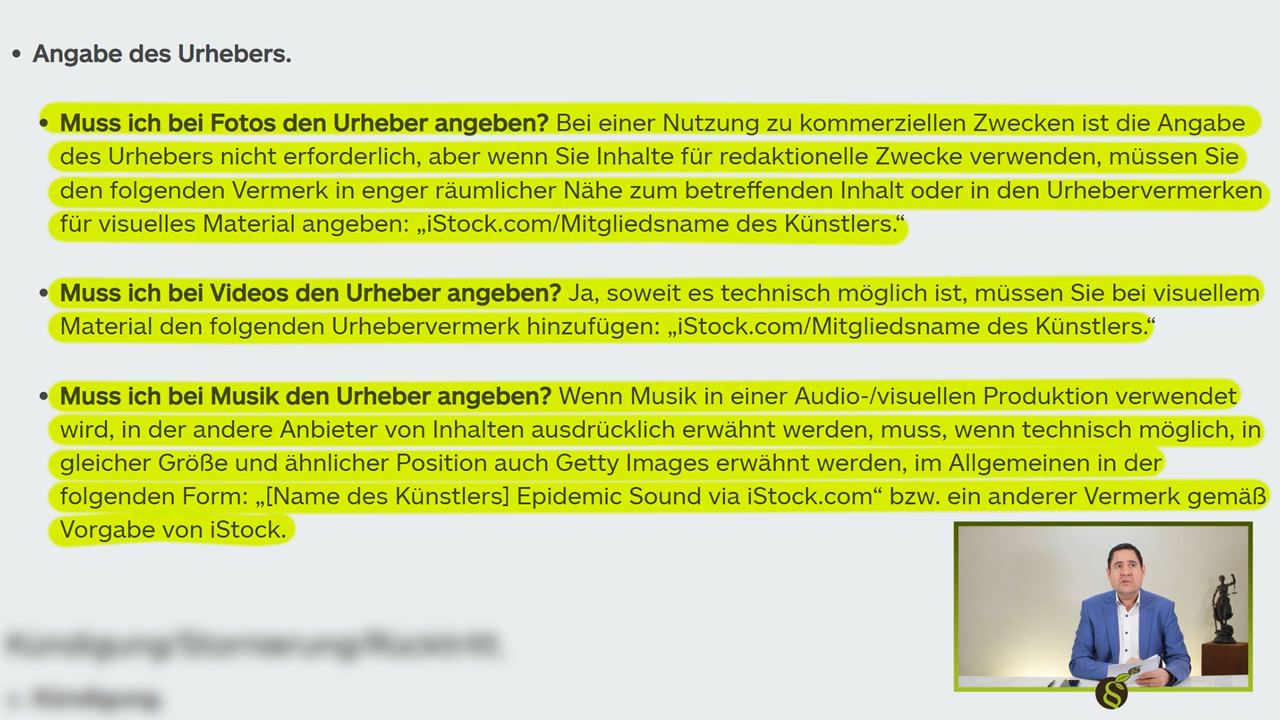 • Angabe des Urhebers.
• Muss ich bei Fotos den Urheber angeben? Bei einer Nutzung zu kommerziellen Zwecken ist die Angabe
des Urhebers nicht erforderlich, aber wenn Sie Inhalte für redaktionelle Zwecke verwenden, müssen Sie
den folgenden Vermerk in enger räumlicher Nähe zum betreffenden Inhalt oder in den Urhebervermerken
für visuelles Material angeben: „iStock.com/Mitgliedsname des Künstlers.“
• Muss ich bei Videos den Urheber angeben? Ja, soweit es technisch möglich ist, müssen Sie bei visuellem
Material den folgenden Urhebervermerk hinzufügen: „iStock.com/Mitgliedsname des Künstlers.“
• Muss ich bei Musik den Urheber angeben? Wenn Musik in einer Audio-/visuellen Produktion verwendet
wird, in der andere Anbieter von Inhalten ausdrücklich erwähnt werden, muss, wenn technisch möglich, in
gleicher Größe und ähnlicher Position auch Getty Images erwähnt werden, im Allgemeinen in der
folgenden Form: „[Name des Künstlers] Epidemic Sound via iStock.com“ bzw. ein anderer Vermerk gemäß
Vorgabe von iStock.
Kündigung/Stornierung/Rücktritt.
Kündigung.
§